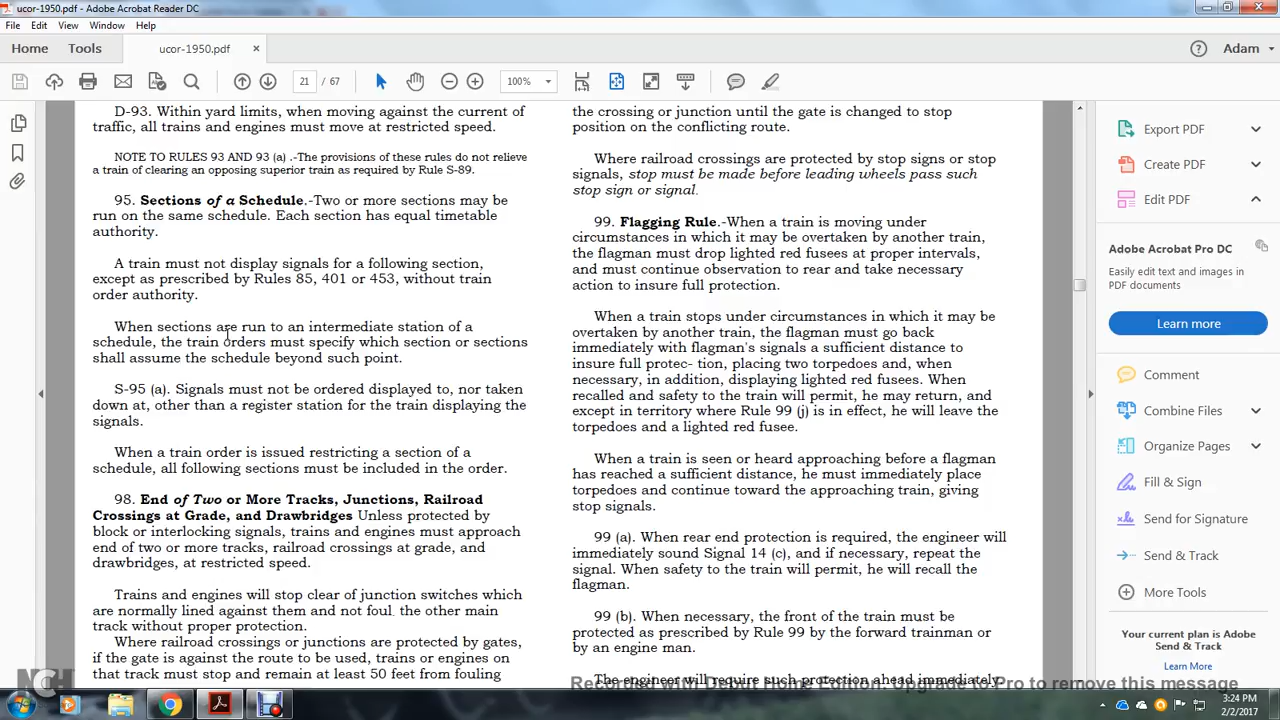 ucor-1950.pdf - Adobe Acrobat Reader DC
File Edit View Window Help
Home Tools ucor-1950.pdf × Adam
21 / 67 100%
D-93. Within yard limits, when moving against the current of
traffic, all trains and engines must move at restricted speed.
NOTE TO RULES 93 AND 93 (a) .-The provisions of these rules do not relieve
a train of clearing an opposing superior train as required by Rule S-89.
95. Sections of a Schedule.-Two or more sections may be
run on the same schedule. Each section has equal timetable
authority.
A train must not display signals for a following section,
except as prescribed by Rules 85, 401 or 453, without train
order authority.
When sections are run to an intermediate station of a
schedule, the train orders must specify which section or sections
shall assume the schedule beyond such point.
S-95 (a). Signals must not be ordered displayed to, nor taken
down at, other than a register station for the train displaying the
signals.
When a train order is issued restricting a section of a
schedule, all following sections must be included in the order.
98. End of Two or More Tracks, Junctions, Railroad
Crossings at Grade, and Drawbridges Unless protected by
block or interlocking signals, trains and engines must approach
end of two or more tracks, railroad crossings at grade, and
drawbridges, at restricted speed.
Trains and engines will stop clear of junction switches which
are normally lined against them and not foul. the other main
track without proper protection.
Where railroad crossings or junctions are protected by gates,
if the gate is against the route to be used, trains or engines on
that track must stop and remain at least 50 feet from fouling
the crossing or junction until the gate is changed to stop
position on the conflicting route.
Where railroad crossings are protected by stop signs or stop
signals, stop must be made before leading wheels pass such
stop sign or signal.
99. Flagging Rule.-When a train is moving under
circumstances in which it may be overtaken by another train,
the flagman must drop lighted red fusees at proper intervals,
and must continue observation to rear and take necessary
action to insure full protection.
When a train stops under circumstances in which it may be
overtaken by another train, the flagman must go back
immediately with flagman's signals a sufficient distance to
insure full protec- tion, placing two torpedoes and, when
necessary, in addition, displaying lighted red fusees. When
recalled and safety to the train will permit, he may return, and
except in territory where Rule 99 (j) is in effect, he will leave the
torpedoes and a lighted red fusee.
When a train is seen or heard approaching before a flagman
has reached a sufficient distance, he must immediately place
torpedoes and continue toward the approaching train, giving
stop signals.
99 (a). When rear end protection is required, the engineer will
immediately sound Signal 14 (c), and if necessary, repeat the
signal. When safety to the train will permit, he will recall the
flagman.
99 (b). When necessary, the front of the train must be
protected as prescribed by Rule 99 by the forward trainman or
by an engine man.
The engineer will require such protection ahead immediately
Export PDF
Create PDF
Edit PDF
Adobe Acrobat Pro DC
Easily edit text and images in
PDF documents
Learn more
Comment
Combine Files
Organize Pages
Fill & Sign
Send for Signature
Send & Track
More Tools
Your current plan is Adobe
Send & Track
Learn More
NCH
Recorded with Debut Home Edition. Upgrade to Pro to remove this message
3:24 PM
2/2/2017